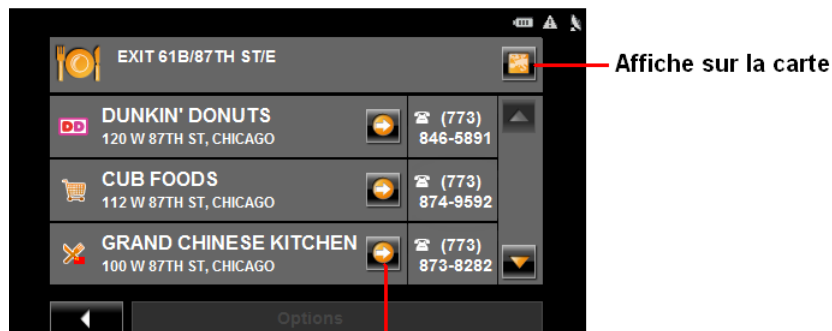 EXIT 61B/87TH ST/E
Affiche sur la carte
DD DUNKIN' DONUTS
120 W 87TH ST, CHICAGO
☎ (773)
846-5891
CUB FOODS
112 W 87TH ST, CHICAGO
☎ (773)
874-9592
GRAND CHINESE KITCHEN
100 W 87TH ST, CHICAGO
☎ (773)
873-8282
Options